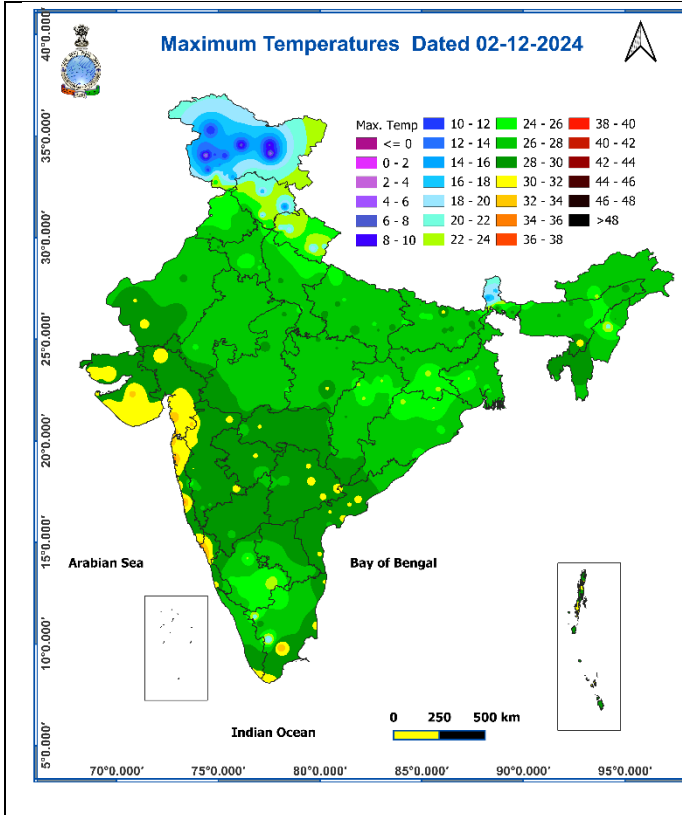 Maximum Temperatures Dated 02-12-2024
Max. Temp
<= 0
0 - 2
2 - 4
4 - 6
6 - 8
8 - 10
10 - 12
12 - 14
14 - 16
16 - 18
18 - 20
20 - 22
22 - 24
24 - 26
26 - 28
28 - 30
30 - 32
32 - 34
34 - 36
36 - 38
38 - 40
40 - 42
42 - 44
44 - 46
46 - 48
>48
40°0.000′
35°0.000′
30°0.000′
25°0.000′
20°0.000′
15°0.000′
10°0.000′
5°0.000′
Arabian Sea
Bay of Bengal
Indian Ocean
0 250 500 km
70°0.000′ 75°0.000′ 80°0.000′ 85°0.000′ 90°0.000′ 95°0.000′